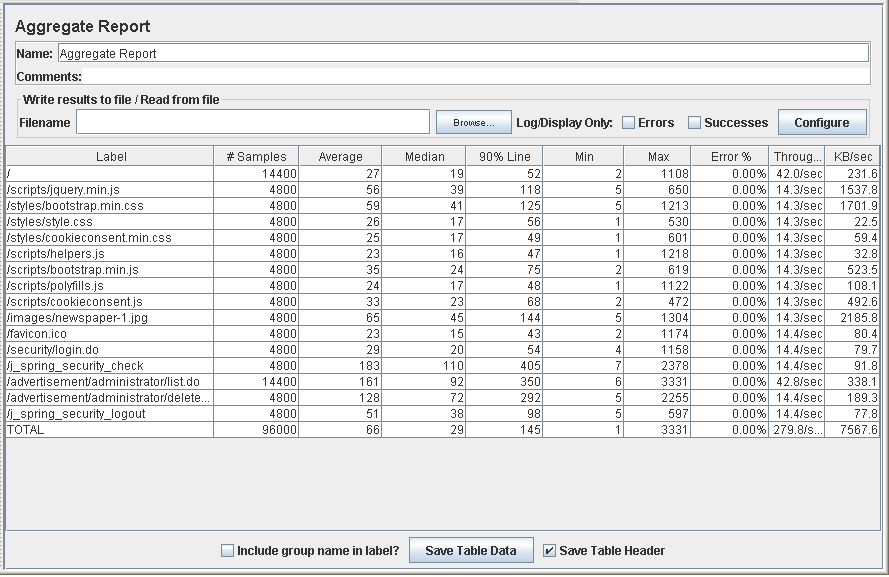 Aggregate Report
Name: Aggregate Report
Comments:
Write results to file / Read from file
Filename Browse... Log/Display Only: Errors Successes Configure
Label # Samples Average Median 90% Line Min Max Error % Throug... KB/sec
/ 14400 27 19 52 2 1108 0.00% 42.0/sec 231.6
/scripts/jquery.min.js 4800 56 39 118 5 650 0.00% 14.3/sec 1537.8
/styles/bootstrap.min.css 4800 59 41 125 5 1213 0.00% 14.3/sec 1701.9
/styles/style.css 4800 26 17 56 1 530 0.00% 14.3/sec 22.5
/styles/cookieconsent.min.css 4800 25 17 49 1 601 0.00% 14.3/sec 59.4
/scripts/helpers.js 4800 23 16 47 1 1218 0.00% 14.3/sec 32.8
/scripts/bootstrap.min.js 4800 35 24 75 2 619 0.00% 14.3/sec 523.5
/scripts/polyfills.js 4800 24 17 48 1 1122 0.00% 14.3/sec 108.1
/scripts/cookieconsent.js 4800 33 23 68 2 472 0.00% 14.3/sec 492.6
/images/newspaper-1.jpg 4800 65 45 144 5 1304 0.00% 14.3/sec 2185.8
/favicon.ico 4800 23 15 43 2 1174 0.00% 14.4/sec 80.4
/security/login.do 4800 29 20 54 4 1158 0.00% 14.4/sec 79.7
/j_spring_security_check 4800 183 110 405 7 2378 0.00% 14.4/sec 91.8
/advertisement/administrator/list.do 14400 161 92 350 6 3331 0.00% 42.8/sec 338.1
/advertisement/administrator/delete... 4800 128 72 292 5 2255 0.00% 14.4/sec 189.3
/j_spring_security_logout 4800 51 38 98 5 597 0.00% 14.4/sec 77.8
TOTAL 96000 66 29 145 1 3331 0.00% 279.8/s... 7567.6
Include group name in label? Save Table Data Save Table Header